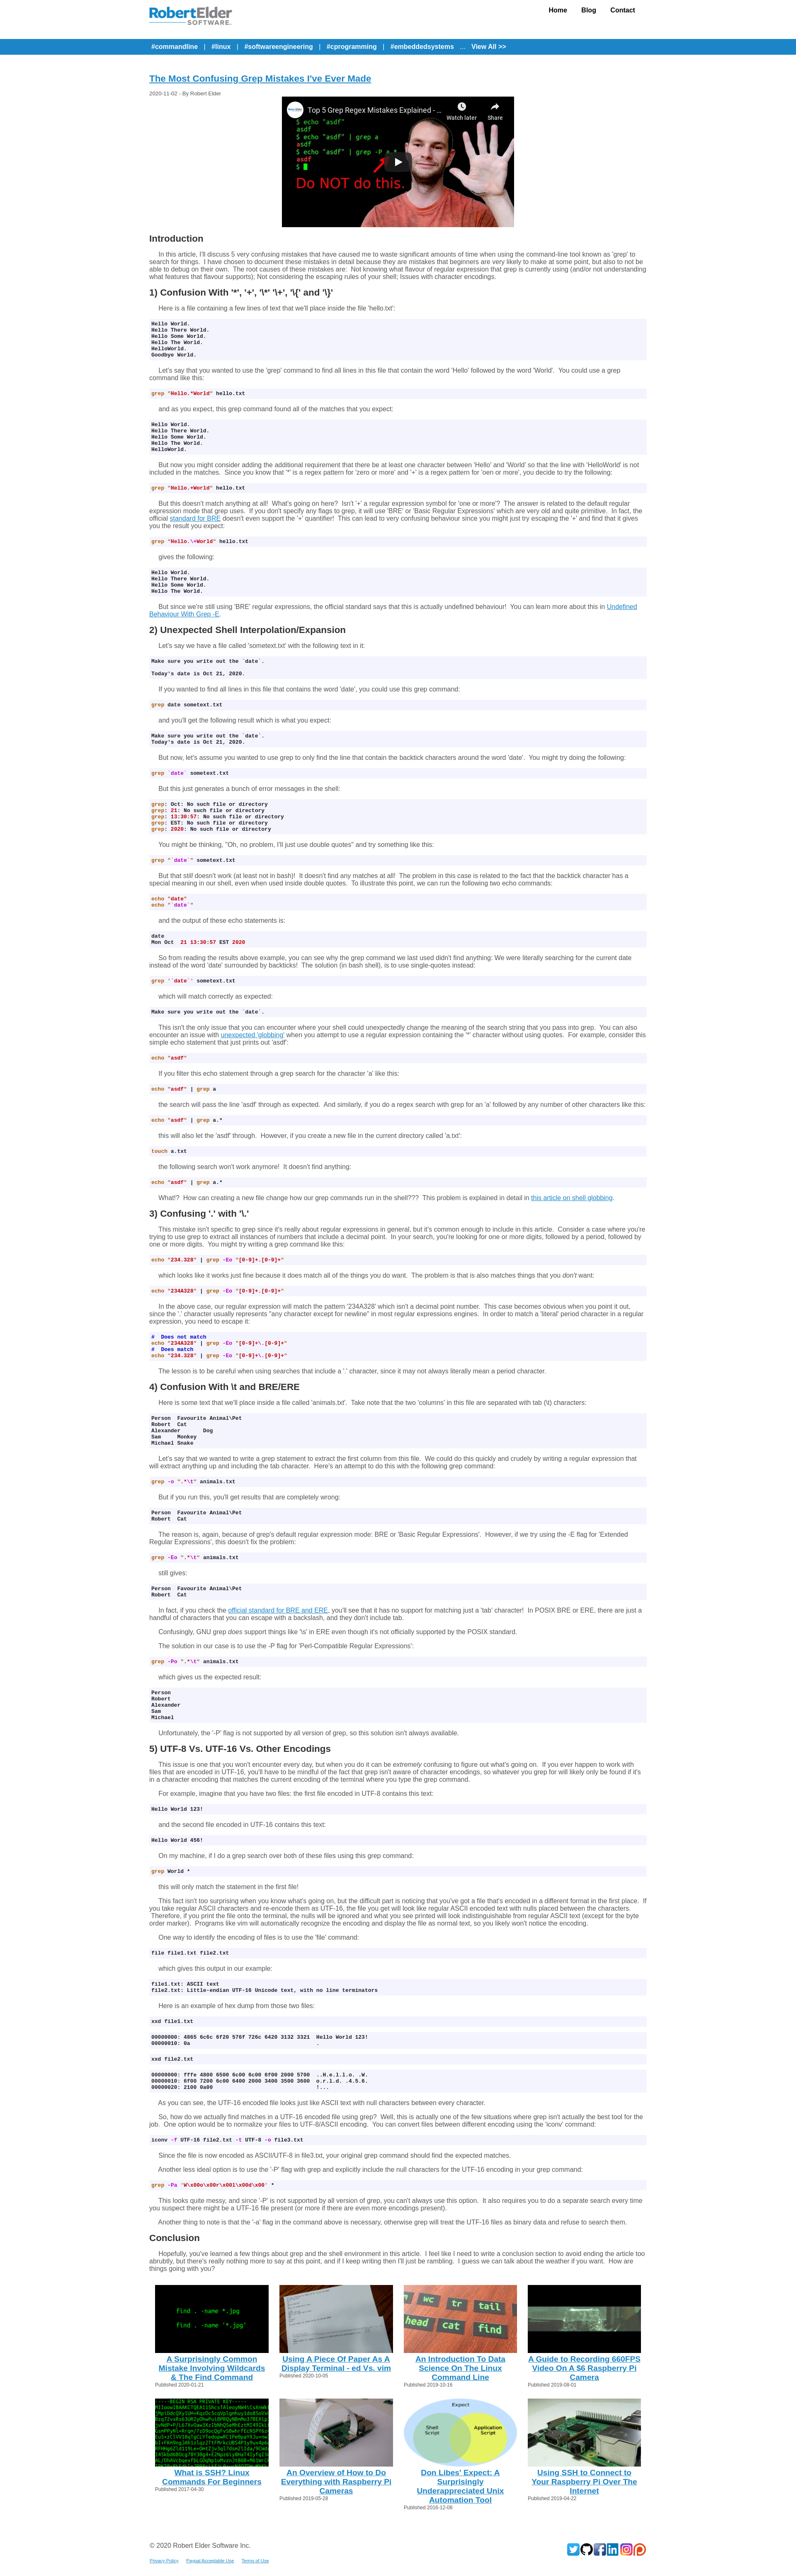 RobertElder
SOFTWARE.
Home Blog Contact
#commandline | #linux | #softwareengineering | #cprogramming | #embeddedsystems ... View All >>
The Most Confusing Grep Mistakes I've Ever Made
2020-11-02 - By Robert Elder
Top 5 Grep Regex Mistakes Explained - ...
Watch later Share
$ echo "asdf"
asdf
Do NOT do this.
Introduction
In this article, I'll discuss 5 very confusing mistakes that have caused me to waste significant amounts of time when using the command-line tool known as 'grep' to
search for things. I have chosen to document these mistakes in detail because they are mistakes that beginners are very likely to make at some point, but also to not be
able to debug on their own. The root causes of these mistakes are: Not knowing what flavour of regular expression that grep is currently using (and/or not understanding
what features that flavour supports); Not considering the escaping rules of your shell; Issues with character encodings.
1) Confusion With '*', '+', '\*' '\+', '\{' and '\}'
Here is a file containing a few lines of text that we'll place inside the file 'hello.txt':
Hello World.
Hello There World.
Hello Some World.
Hello The World.
HelloWorld.
Goodbye World.
Let's say that you wanted to use the 'grep' command to find all lines in this file that contain the word 'Hello' followed by the word 'World'. You could use a grep
command like this:
grep "Hello.*World" hello.txt
and as you expect, this grep command found all of the matches that you expect:
Hello World.
Hello There World.
Hello Some World.
Hello The World.
HelloWorld.
But now you might consider adding the additional requirement that there be at least one character between 'Hello' and 'World' so that the line with 'HelloWorld' is not
included in the matches. Since you know that '*' is a regex pattern for 'zero or more' and '+' is a regex pattern for 'oen or more', you decide to try the following:
grep "Hello.+World" hello.txt
But this doesn't match anything at all! What's going on here? Isn't '+' a regular expression symbol for 'one or more'? The answer is related to the default regular
expression mode that grep uses. If you don't specify any flags to grep, it will use 'BRE' or 'Basic Regular Expressions' which are very old and quite primitive. In fact, the
official standard for BRE doesn't even support the '+' quantifier! This can lead to very confusing behaviour since you might just try escaping the '+' and find that it gives
you the result you expect:
grep "Hello.\+World" hello.txt
gives the following:
Hello World.
Hello There World.
Hello Some World.
Hello The World.
But since we're still using 'BRE' regular expressions, the official standard says that this is actually undefined behaviour! You can learn more about this in Undefined
Behaviour With Grep -E.
2) Unexpected Shell Interpolation/Expansion
Let's say we have a file called 'sometext.txt' with the following text in it:
Make sure you write out the `date`.
Today's date is Oct 21, 2020.
If you wanted to find all lines in this file that contains the word 'date', you could use this grep command:
grep date sometext.txt
and you'll get the following result which is what you expect:
Make sure you write out the `date`.
Today's date is Oct 21, 2020.
But now, let's assume you wanted to use grep to only find the line that contain the backtick characters around the word 'date'. You might try doing the following:
grep `date` sometext.txt
But this just generates a bunch of error messages in the shell:
grep: Oct: No such file or directory
grep: 21: No such file or directory
grep: 13:30:57: No such file or directory
grep: EST: No such file or directory
grep: 2020: No such file or directory
You might be thinking, "Oh, no problem, I'll just use double quotes" and try something like this:
grep "`date`" sometext.txt
But that still doesn't work (at least not in bash)! It doesn't find any matches at all! The problem in this case is related to the fact that the backtick character has a
special meaning in our shell, even when used inside double quotes. To illustrate this point, we can run the following two echo commands:
echo "date"
echo "`date`"
and the output of these echo statements is:
date
Mon Oct  21 13:30:57 EST 2020
So from reading the results above example, you can see why the grep command we last used didn't find anything: We were literally searching for the current date
instead of the word 'date' surrounded by backticks! The solution (in bash shell), is to use single-quotes instead:
grep '`date`' sometext.txt
which will match correctly as expected:
Make sure you write out the `date`.
This isn't the only issue that you can encounter where your shell could unexpectedly change the meaning of the search string that you pass into grep. You can also
encounter an issue with unexpected 'globbing' when you attempt to use a regular expression containing the '*' character without using quotes. For example, consider this
simple echo statement that just prints out 'asdf':
echo "asdf"
If you filter this echo statement through a grep search for the character 'a' like this:
echo "asdf" | grep a
the search will pass the line 'asdf' through as expected. And similarly, if you do a regex search with grep for an 'a' followed by any number of other characters like this:
echo "asdf" | grep a.*
this will also let the 'asdf' through. However, if you create a new file in the current directory called 'a.txt':
touch a.txt
the following search won't work anymore! It doesn't find anything:
echo "asdf" | grep a.*
What!? How can creating a new file change how our grep commands run in the shell??? This problem is explained in detail in this article on shell globbing.
3) Confusing '.' with '\.'
This mistake isn't specific to grep since it's really about regular expressions in general, but it's common enough to include in this article. Consider a case where you're
trying to use grep to extract all instances of numbers that include a decimal point. In your search, you're looking for one or more digits, followed by a period, followed by
one or more digits. You might try writing a grep command like this:
echo "234.328" | grep -Eo "[0-9]+.[0-9]+"
which looks like it works just fine because it does match all of the things you do want. The problem is that is also matches things that you don't want:
echo "234A328" | grep -Eo "[0-9]+.[0-9]+"
In the above case, our regular expression will match the pattern '234A328' which isn't a decimal point number. This case becomes obvious when you point it out,
since the '.' character usually represents "any character except for newline" in most regular expressions engines. In order to match a 'literal' period character in a regular
expression, you need to escape it:
#  Does not match
echo "234A328" | grep -Eo "[0-9]+\.[0-9]+"
#  Does match
echo "234.328" | grep -Eo "[0-9]+\.[0-9]+"
The lesson is to be careful when using searches that include a '.' character, since it may not always literally mean a period character.
4) Confusion With \t and BRE/ERE
Here is some text that we'll place inside a file called 'animals.txt'. Take note that the two 'columns' in this file are separated with tab (\t) characters:
Person  Favourite Animal\Pet
Robert  Cat
Alexander       Dog
Sam     Monkey
Michael Snake
Let's say that we wanted to write a grep statement to extract the first column from this file. We could do this quickly and crudely by writing a regular expression that
will extract anything up and including the tab character. Here's an attempt to do this with the following grep command:
grep -o ".*\t" animals.txt
But if you run this, you'll get results that are completely wrong:
Person  Favourite Animal\Pet
Robert  Cat
The reason is, again, because of grep's default regular expression mode: BRE or 'Basic Regular Expressions'. However, if we try using the -E flag for 'Extended
Regular Expressions', this doesn't fix the problem:
grep -Eo ".*\t" animals.txt
still gives:
Person  Favourite Animal\Pet
Robert  Cat
In fact, if you check the official standard for BRE and ERE, you'll see that it has no support for matching just a 'tab' character! In POSIX BRE or ERE, there are just a
handful of characters that you can escape with a backslash, and they don't include tab.
Confusingly, GNU grep does support things like '\s' in ERE even though it's not officially supported by the POSIX standard.
The solution in our case is to use the -P flag for 'Perl-Compatible Regular Expressions':
grep -Po ".*\t" animals.txt
which gives us the expected result:
Person
Robert
Alexander
Sam
Michael
Unfortunately, the '-P' flag is not supported by all version of grep, so this solution isn't always available.
5) UTF-8 Vs. UTF-16 Vs. Other Encodings
This issue is one that you won't encounter every day, but when you do it can be extremely confusing to figure out what's going on. If you ever happen to work with
files that are encoded in UTF-16, you'll have to be mindful of the fact that grep isn't aware of character encodings, so whatever you grep for will likely only be found if it's
in a character encoding that matches the current encoding of the terminal where you type the grep command.
For example, imagine that you have two files: the first file encoded in UTF-8 contains this text:
Hello World 123!
and the second file encoded in UTF-16 contains this text:
Hello World 456!
On my machine, if I do a grep search over both of these files using this grep command:
grep World *
this will only match the statement in the first file!
This fact isn't too surprising when you know what's going on, but the difficult part is noticing that you've got a file that's encoded in a different format in the first place. If
you take regular ASCII characters and re-encode them as UTF-16, the file you get will look like regular ASCII encoded text with nulls placed between the characters.
Therefore, if you print the file onto the terminal, the nulls will be ignored and what you see printed will look indistinguishable from regular ASCII text (except for the byte
order marker). Programs like vim will automatically recognize the encoding and display the file as normal text, so you likely won't notice the encoding.
One way to identify the encoding of files is to use the 'file' command:
file file1.txt file2.txt
which gives this output in our example:
file1.txt: ASCII text
file2.txt: Little-endian UTF-16 Unicode text, with no line terminators
Here is an example of hex dump from those two files:
xxd file1.txt
00000000: 4865 6c6c 6f20 576f 726c 6420 3132 3321  Hello World 123!
00000010: 0a                                       .
xxd file2.txt
00000000: fffe 4800 6500 6c00 6c00 6f00 2000 5700  ..H.e.l.l.o. .W.
00000010: 6f00 7200 6c00 6400 2000 3400 3500 3600  o.r.l.d. .4.5.6.
00000020: 2100 0a00                                !...
As you can see, the UTF-16 encoded file looks just like ASCII text with null characters between every character.
So, how do we actually find matches in a UTF-16 encoded file using grep? Well, this is actually one of the few situations where grep isn't actually the best tool for the
job. One option would be to normalize your files to UTF-8/ASCII encoding. You can convert files between different encoding using the 'iconv' command:
iconv -f UTF-16 file2.txt -t UTF-8 -o file3.txt
Since the file is now encoded as ASCII/UTF-8 in file3.txt, your original grep command should find the expected matches.
Another less ideal option is to use the '-P' flag with grep and explicitly include the null characters for the UTF-16 encoding in your grep command:
grep -Pa 'W\x00o\x00r\x00l\x00d\x00' *
This looks quite messy, and since '-P' is not supported by all version of grep, you can't always use this option. It also requires you to do a separate search every time
you suspect there might be a UTF-16 file present (or more if there are even more encodings present).
Another thing to note is that the '-a' flag in the command above is necessary, otherwise grep will treat the UTF-16 files as binary data and refuse to search them.
Conclusion
Hopefully, you've learned a few things about grep and the shell environment in this article. I feel like I need to write a conclusion section to avoid ending the article too
abrubtly, but there's really nothing more to say at this point, and if I keep writing then I'll just be rambling. I guess we can talk about the weather if you want. How are
things going with you?
find . -name *.jpg
find . -name '*.jpg'
wc tr tail
head cat find
A Surprisingly Common
Mistake Involving Wildcards
& The Find Command
Published 2020-01-21
Using A Piece Of Paper As A
Display Terminal - ed Vs. vim
Published 2020-10-05
An Introduction To Data
Science On The Linux
Command Line
Published 2019-10-16
A Guide to Recording 660FPS
Video On A $6 Raspberry Pi
Camera
Published 2019-08-01
-----BEGIN RSA PRIVATE KEY-----
Expect
Shell
Script
Application
Script
What is SSH? Linux
Commands For Beginners
Published 2017-04-30
An Overview of How to Do
Everything with Raspberry Pi
Cameras
Published 2019-05-28
Don Libes' Expect: A
Surprisingly
Underappreciated Unix
Automation Tool
Published 2016-12-08
Using SSH to Connect to
Your Raspberry Pi Over The
Internet
Published 2019-04-22
© 2020 Robert Elder Software Inc.
Privacy Policy Paypal Acceptable Use Terms of Use